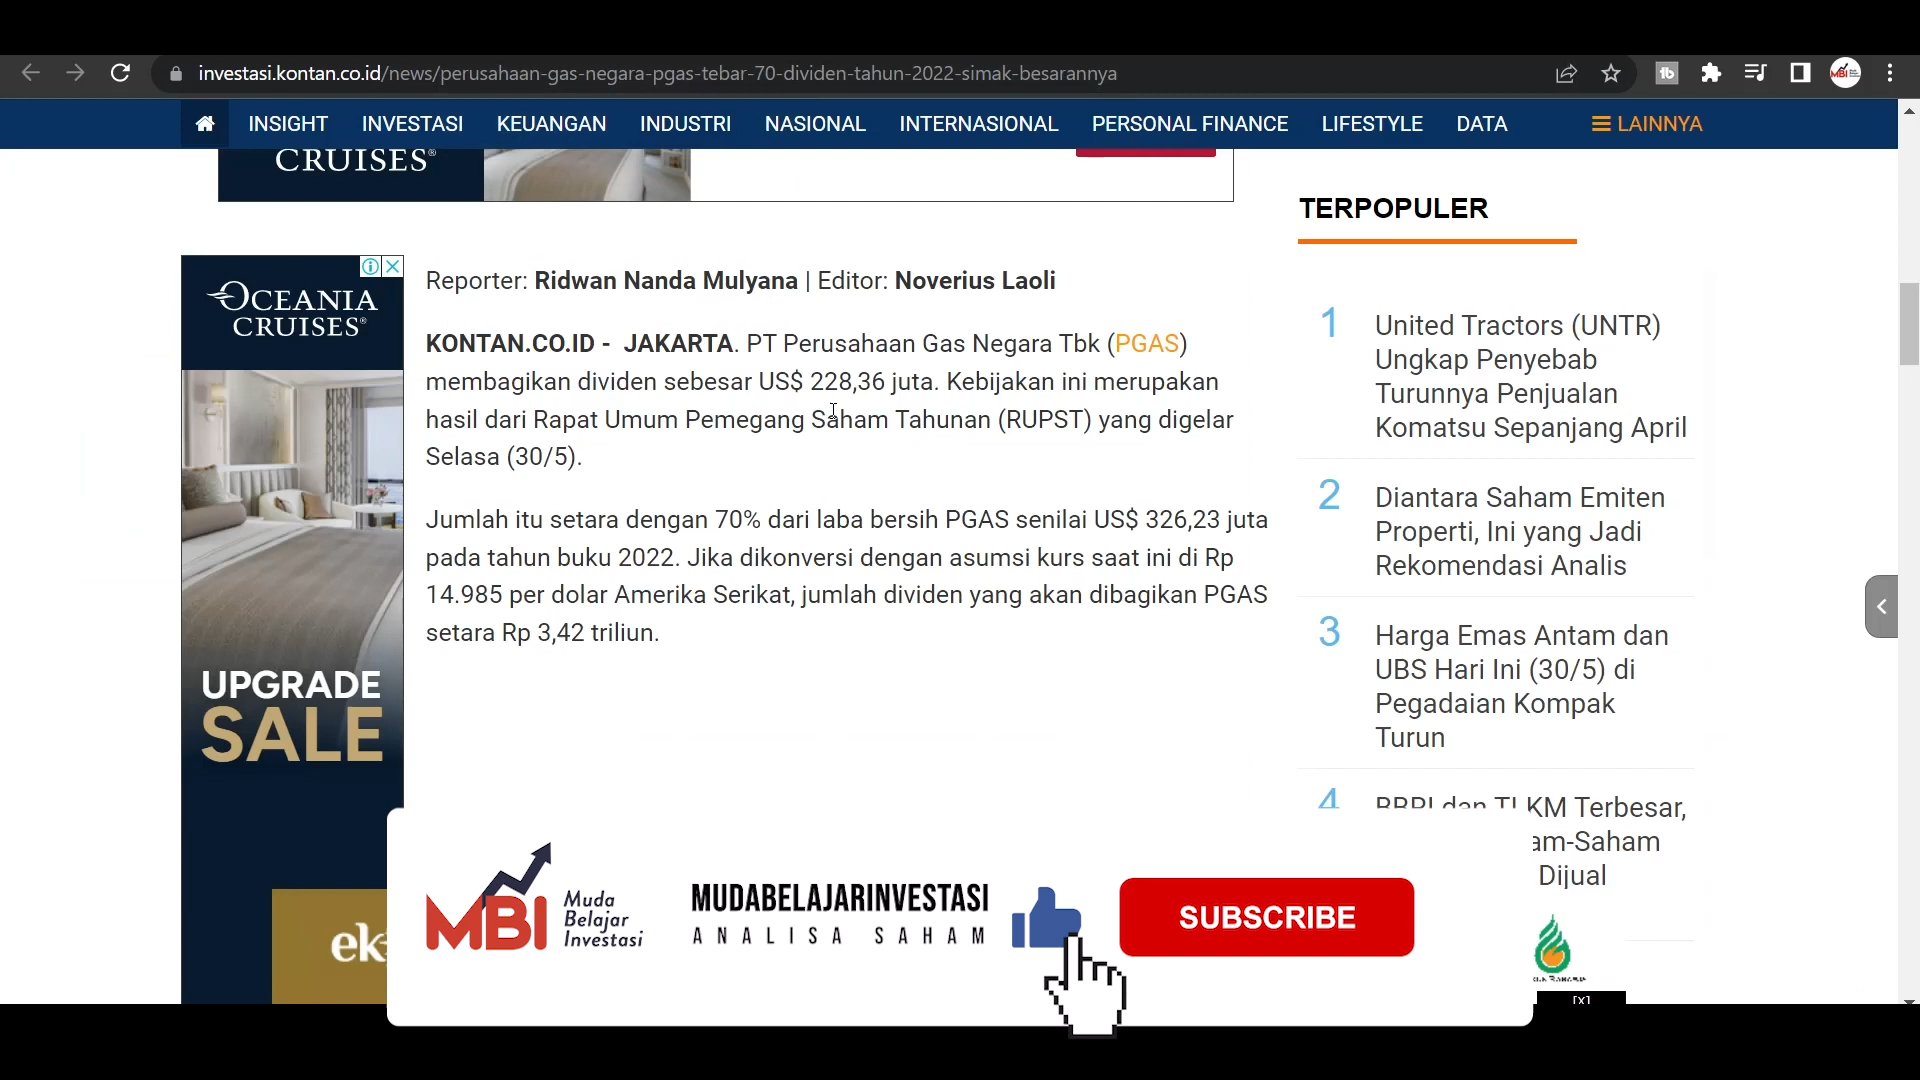 investasi.kontan.co.id/news/perusahaan-gas-negara-pgas-tebar-70-dividen-tahun-2022-simak-besarannya
INSIGHT INVESTASI KEUANGAN INDUSTRI NASIONAL INTERNASIONAL PERSONAL FINANCE LIFESTYLE DATA LAINNYA
CRUISES®
TERPOPULER
OCEANIA
CRUISES®
UPGRADE
SALE
Reporter: Ridwan Nanda Mulyana | Editor: Noverius Laoli
KONTAN.CO.ID - JAKARTA. PT Perusahaan Gas Negara Tbk (PGAS)
membagikan dividen sebesar US$ 228,36 juta. Kebijakan ini merupakan
hasil dari Rapat Umum Pemegang Saham Tahunan (RUPST) yang digelar
Selasa (30/5).
Jumlah itu setara dengan 70% dari laba bersih PGAS senilai US$ 326,23 juta
pada tahun buku 2022. Jika dikonversi dengan asumsi kurs saat ini di Rp
14.985 per dolar Amerika Serikat, jumlah dividen yang akan dibagikan PGAS
setara Rp 3,42 triliun.
1 United Tractors (UNTR)
Ungkap Penyebab
Turunnya Penjualan
Komatsu Sepanjang April
2 Diantara Saham Emiten
Properti, Ini yang Jadi
Rekomendasi Analis
3 Harga Emas Antam dan
UBS Hari Ini (30/5) di
Pegadaian Kompak
Turun
4 BBRI dan TLKM Terbesar,
am-Saham
Dijual
MBI Muda
Belajar
Investasi
MUDABELAJARINVESTASI
ANALISA SAHAM
SUBSCRIBE
[X]